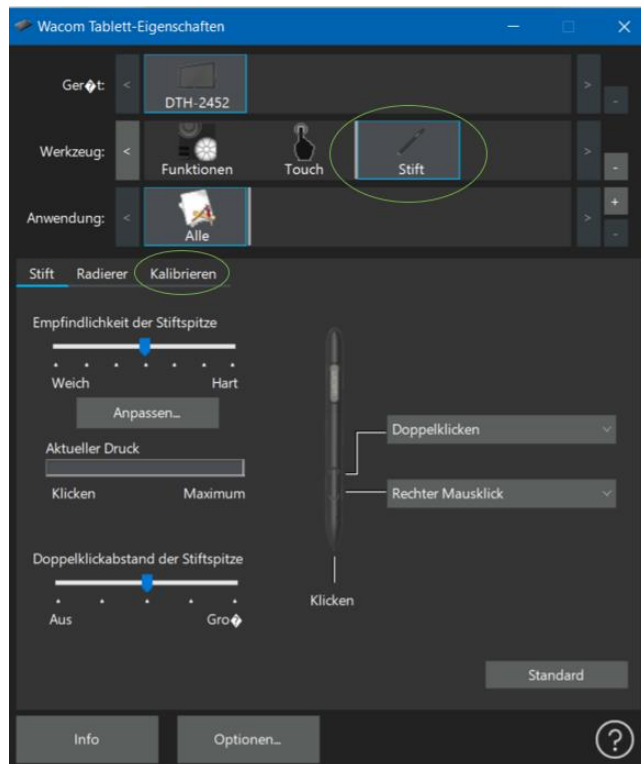 Wacom Tablett-Eigenschaften
Ger�t:
DTH-2452
Werkzeug:
Funktionen Touch Stift
Anwendung:
Alle
Stift Radierer Kalibrieren
Empfindlichkeit der Stiftspitze
Weich Hart
Anpassen...
Aktueller Druck
Klicken Maximum
Doppelklicken
Rechter Mausklick
Doppelklickabstand der Stiftspitze
Aus Gro�
Klicken
Standard
Info Optionen...